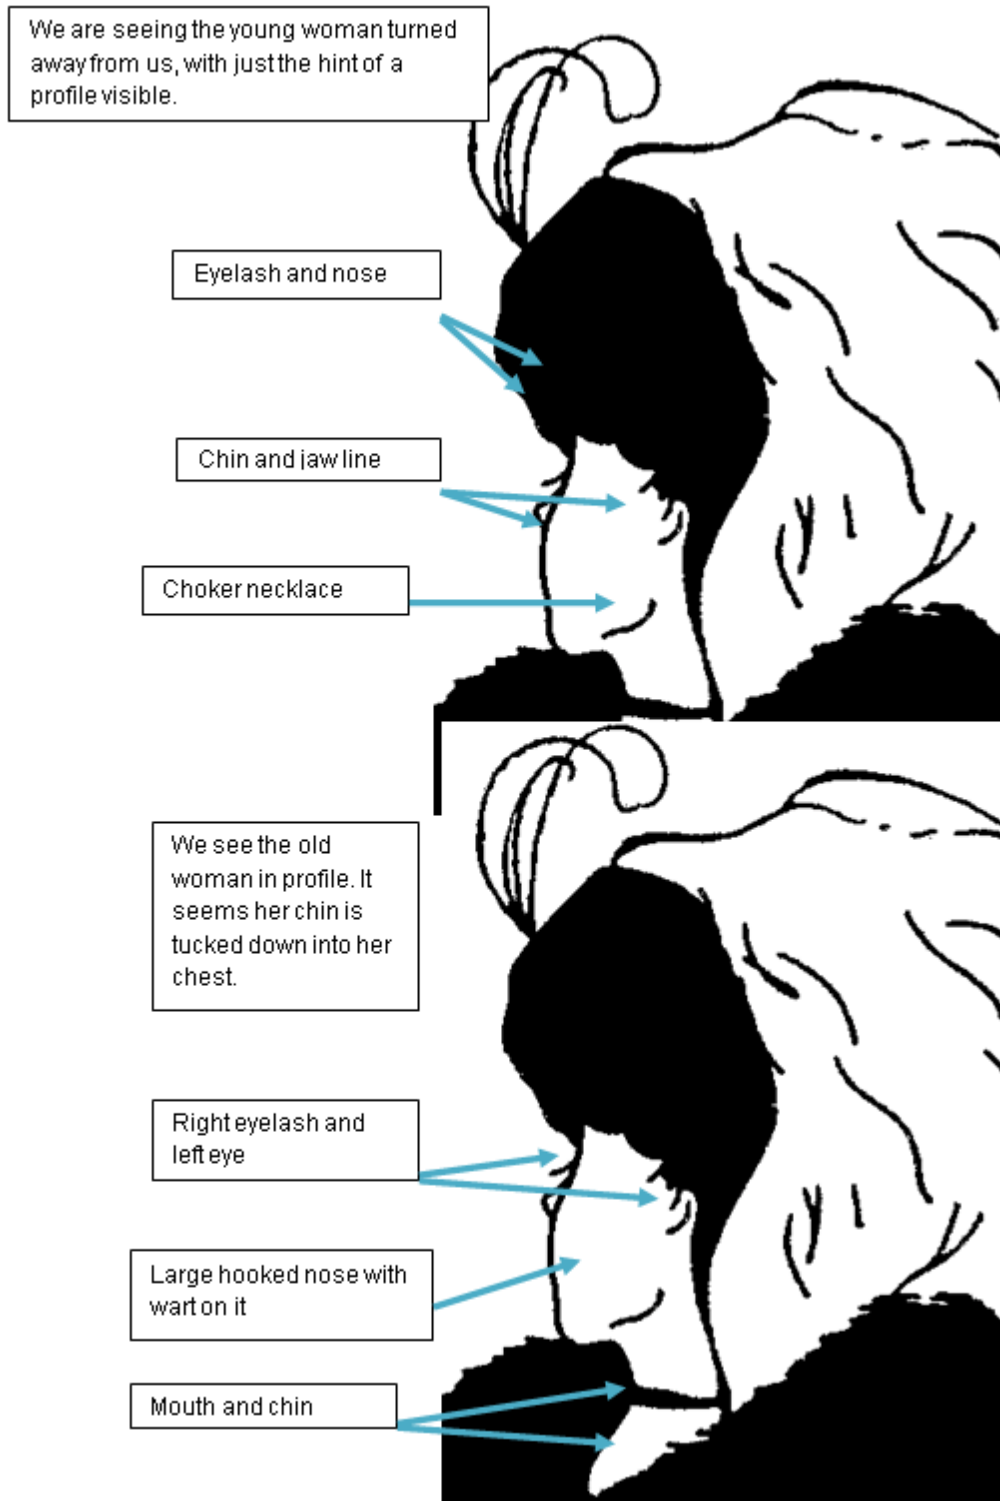 We are seeing the young woman turned
away from us, with just the hint of a
profile visible.
Eyelash and nose
Chin and jaw line
Choker necklace
We see the old
woman in profile. It
seems her chin is
tucked down into her
chest.
Right eyelash and
left eye
Large hooked nose with
wart on it
Mouth and chin